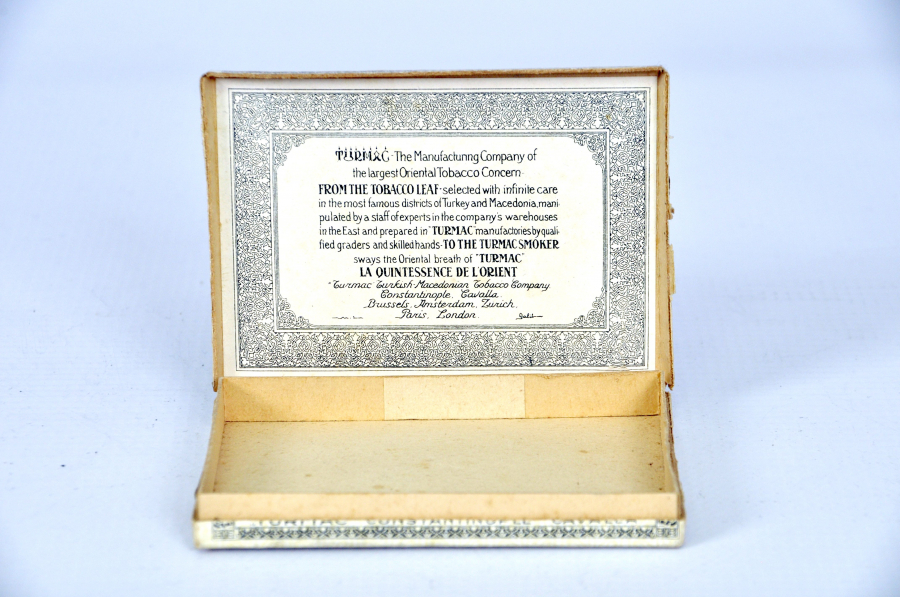 TURMAC · The Manufacturing Company of
the largest Oriental Tobacco Concern ·
FROM THE TOBACCO LEAF · selected with infinite care
in the most famous districts of Turkey and Macedonia, mani-
pulated by a staff of experts in the company's warehouses
in the East and prepared in "TURMAC" manufactories by quali-
fied graders and skilled hands · TO THE TURMAC SMOKER
sways the Oriental breath of "TURMAC"
LA QUINTESSENCE DE L'ORIENT
Turmac Turkish-Macedonian Tobacco Company
Constantinople, Cavalla,
Brussels, Amsterdam, Zurich,
Paris, London.
TURMAC CONSTANTINOPLE CAVALLA